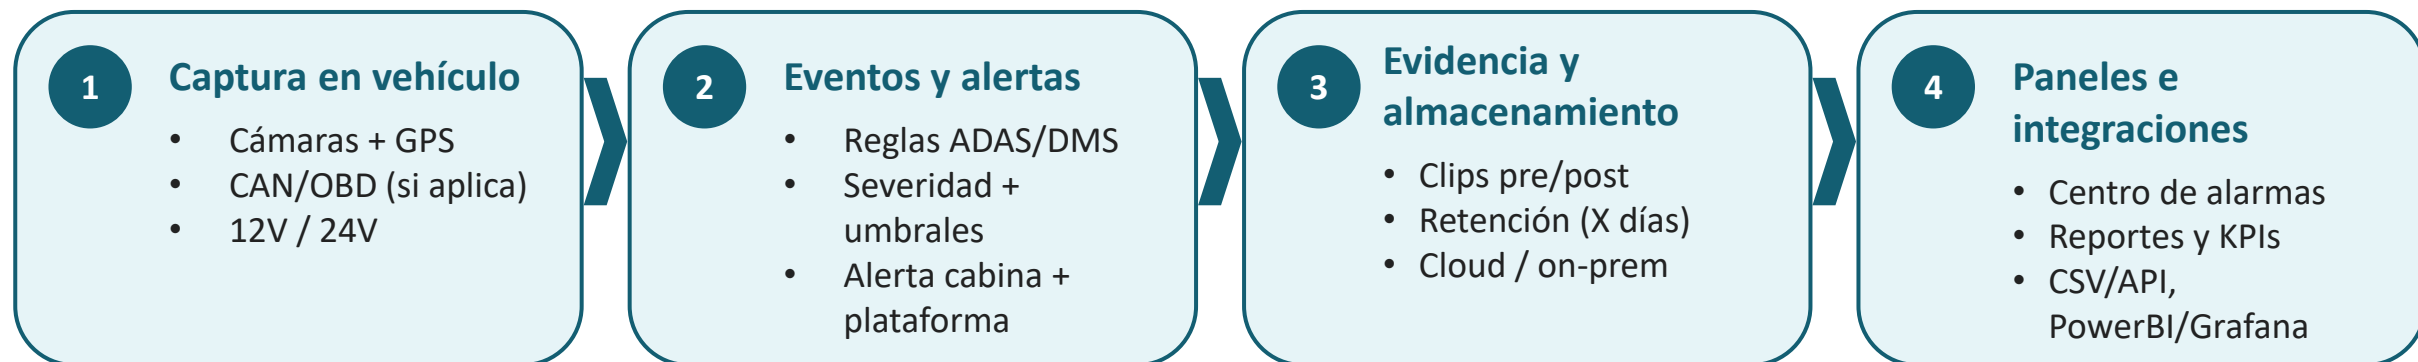 1
Captura en vehículo
• Cámaras + GPS
• CAN/OBD (si aplica)
• 12V / 24V
2
Eventos y alertas
• Reglas ADAS/DMS
• Severidad +
umbrales
• Alerta cabina +
plataforma
3
Evidencia y
almacenamiento
• Clips pre/post
• Retención (X días)
• Cloud / on-prem
4
Paneles e
integraciones
• Centro de alarmas
• Reportes y KPIs
• CSV/API,
PowerBI/Grafana